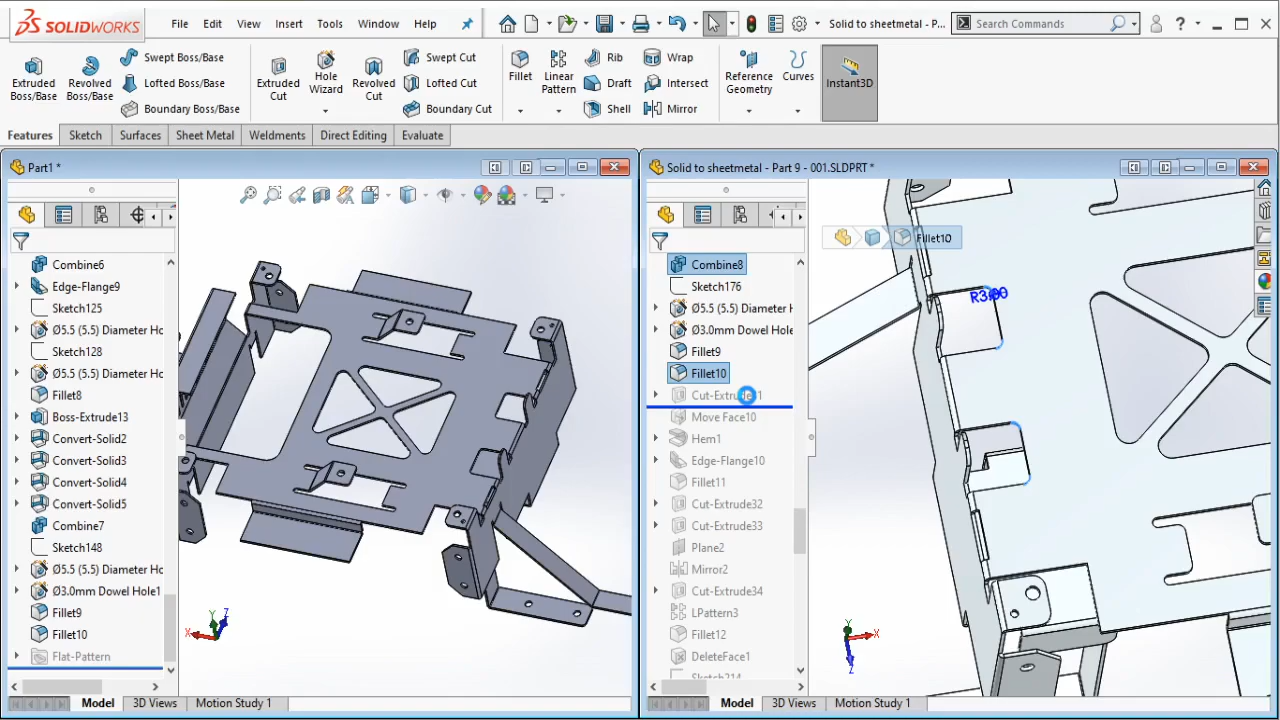 SOLIDWORKS
File Edit View Insert Tools Window Help
Solid to sheetmetal - P...
Search Commands
Extruded Boss/Base
Revolved Boss/Base
Swept Boss/Base
Lofted Boss/Base
Boundary Boss/Base
Extruded Cut
Hole Wizard
Revolved Cut
Swept Cut
Lofted Cut
Boundary Cut
Fillet
Linear Pattern
Rib
Draft
Shell
Wrap
Intersect
Mirror
Reference Geometry
Curves
Instant3D
Features Sketch Surfaces Sheet Metal Weldments Direct Editing Evaluate
Part1 *
Combine6
Edge-Flange9
Sketch125
Ø5.5 (5.5) Diameter Ho
Sketch128
Ø5.5 (5.5) Diameter Ho
Fillet8
Boss-Extrude13
Convert-Solid2
Convert-Solid3
Convert-Solid4
Convert-Solid5
Combine7
Sketch148
Ø5.5 (5.5) Diameter Ho
Ø3.0mm Dowel Hole1
Fillet9
Fillet10
Flat-Pattern
X Y Z
Model 3D Views Motion Study 1
Solid to sheetmetal - Part 9 - 001.SLDPRT *
Combine8
Sketch176
Ø5.5 (5.5) Diameter Ho
Ø3.0mm Dowel Hole
Fillet9
Fillet10
Move Face10
Hem1
Edge-Flange10
Fillet11
Cut-Extrude32
Cut-Extrude33
Plane2
Mirror2
Cut-Extrude34
LPattern3
Fillet12
DeleteFace1
Sketch214
Fillet10
X Y Z
Model 3D Views Motion Study 1